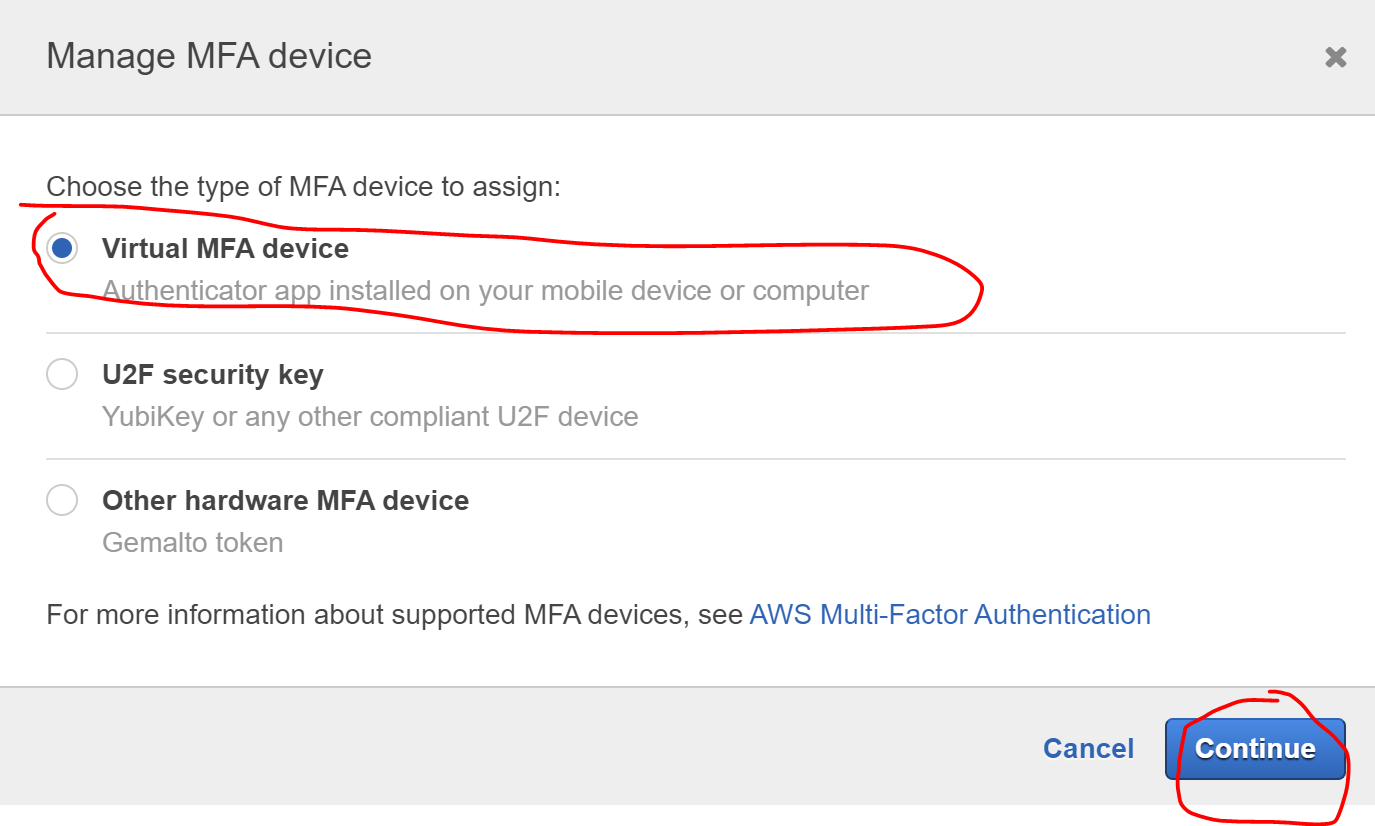 Manage MFA device
Choose the type of MFA device to assign:
Virtual MFA device
Authenticator app installed on your mobile device or computer
U2F security key
YubiKey or any other compliant U2F device
Other hardware MFA device
Gemalto token
For more information about supported MFA devices, see AWS Multi-Factor Authentication
Cancel Continue